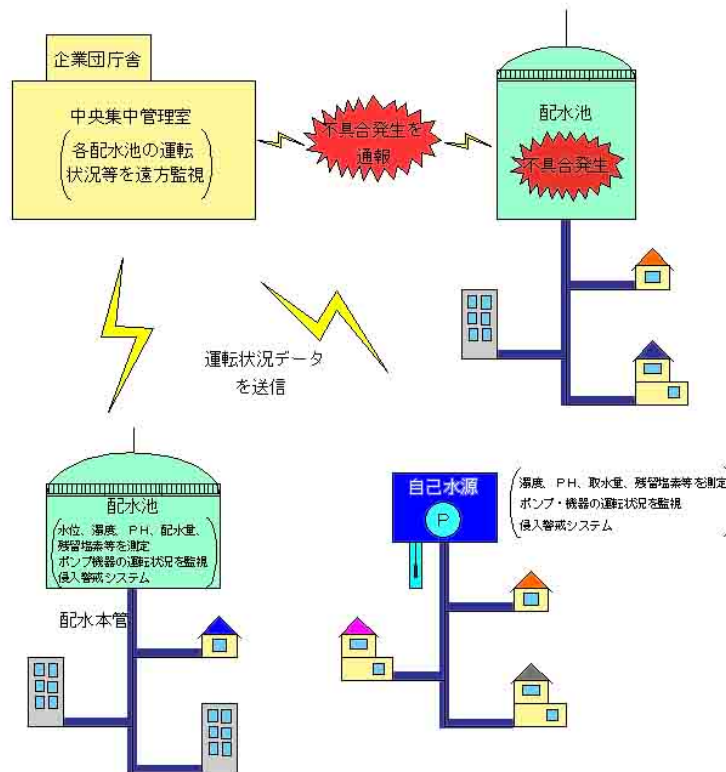 企業団庁舎
中央集中管理室
各配水池の運転
状況等を遠方監視
不具合発生を
通報
配水池
不具合発生
運転状況データ
を送信
配水池
水位、濁度、PH、配水量、
残留塩素等を測定
ポンプ機器の運転状況を監視
侵入警戒システム
配水本管
自己水源
P
濁度、PH、取水量、残留塩素等を測定
ポンプ・機器の運転状況を監視
侵入警戒システム